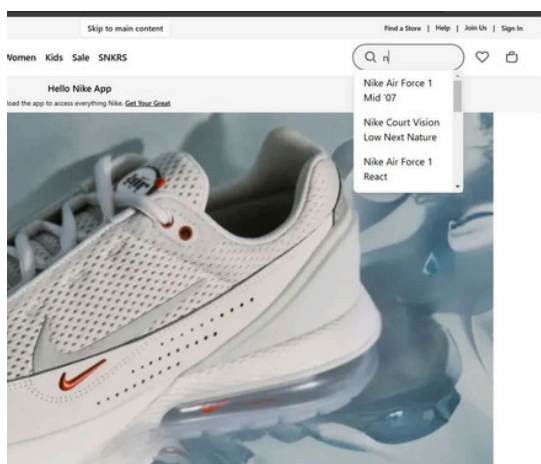 Skip to main content
Find a Store | Help | Join Us | Sign In
Women Kids Sale SNKRS
n
Hello Nike App
load the app to access everything Nike. Get Your Great
Nike Air Force 1
Mid '07
Nike Court Vision
Low Next Nature
Nike Air Force 1
React